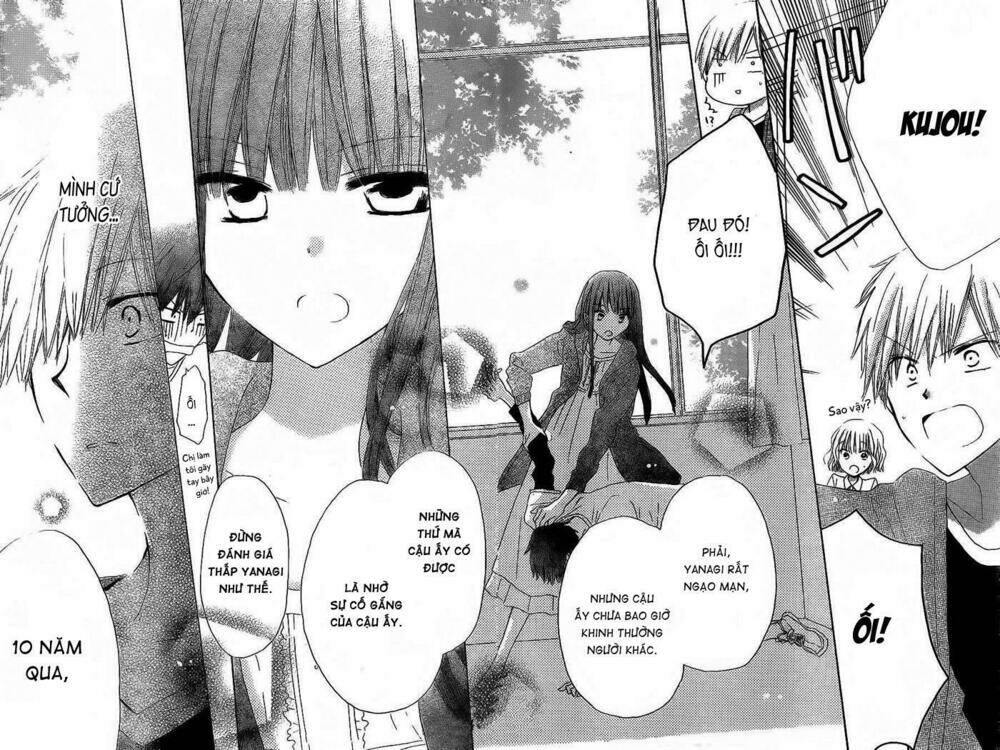 KUJOU!
Sao vậy?
ỐI!
!?
ĐAU ĐÓ!
ỐI ỐI!!!
PHẢI,
YANAGI RẤT
NGẠO MẠN,
NHƯNG CẬU
ẤY CHƯA BAO GIỜ
KHINH THƯỜNG
NGƯỜI KHÁC.
NHỮNG
THỨ MÀ
CẬU ẤY CÓ
ĐƯỢC
LÀ NHỜ
SỰ CỐ GẮNG
CỦA CẬU ẤY.
ĐỪNG
ĐÁNH GIÁ
THẤP YANAGI
NHƯ THẾ.
ỐI
...
Chị làm
tôi gãy
tay bây
giờ!
MÌNH CỨ
TƯỞNG...
10 NĂM
QUA,